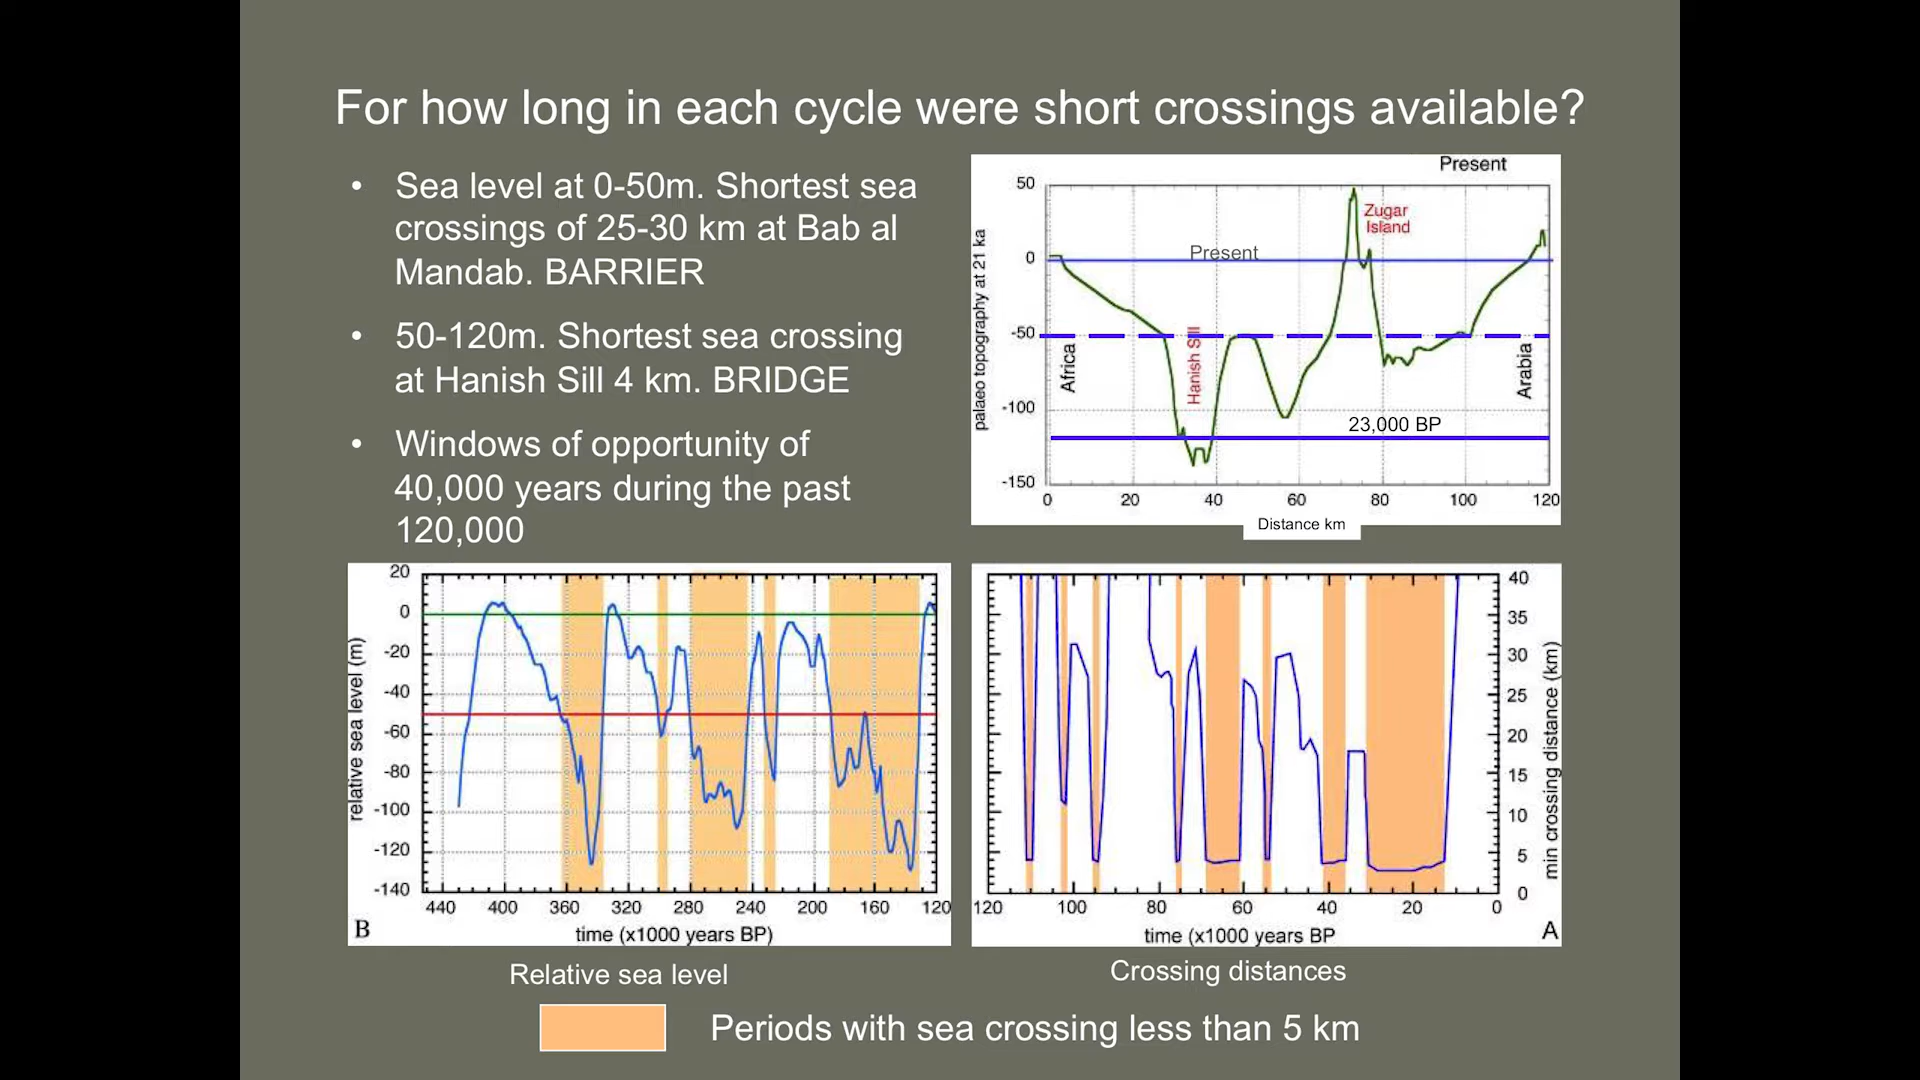 For how long in each cycle were short crossings available?
• Sea level at 0-50m. Shortest sea
crossings of 25-30 km at Bab al
Mandab. BARRIER
• 50-120m. Shortest sea crossing
at Hanish Sill 4 km. BRIDGE
• Windows of opportunity of
40,000 years during the past
120,000
Present
palaeo topography at 21 ka
50
0
-50
-100
-150
Zugar
Island
Present
Hanish Sill
Africa
Arabia
23,000 BP
0 20 40 60 80 100 120
Distance km
relative sea level (m)
20
0
-20
-40
-60
-80
-100
-120
-140
440 400 360 320 280 240 200 160 120
B
time (x1000 years BP)
Relative sea level
40
35
30
25
20
15
10
5
0
min crossing distance (km)
120 100 80 60 40 20 0
time (x1000 years BP
A
Crossing distances
Periods with sea crossing less than 5 km